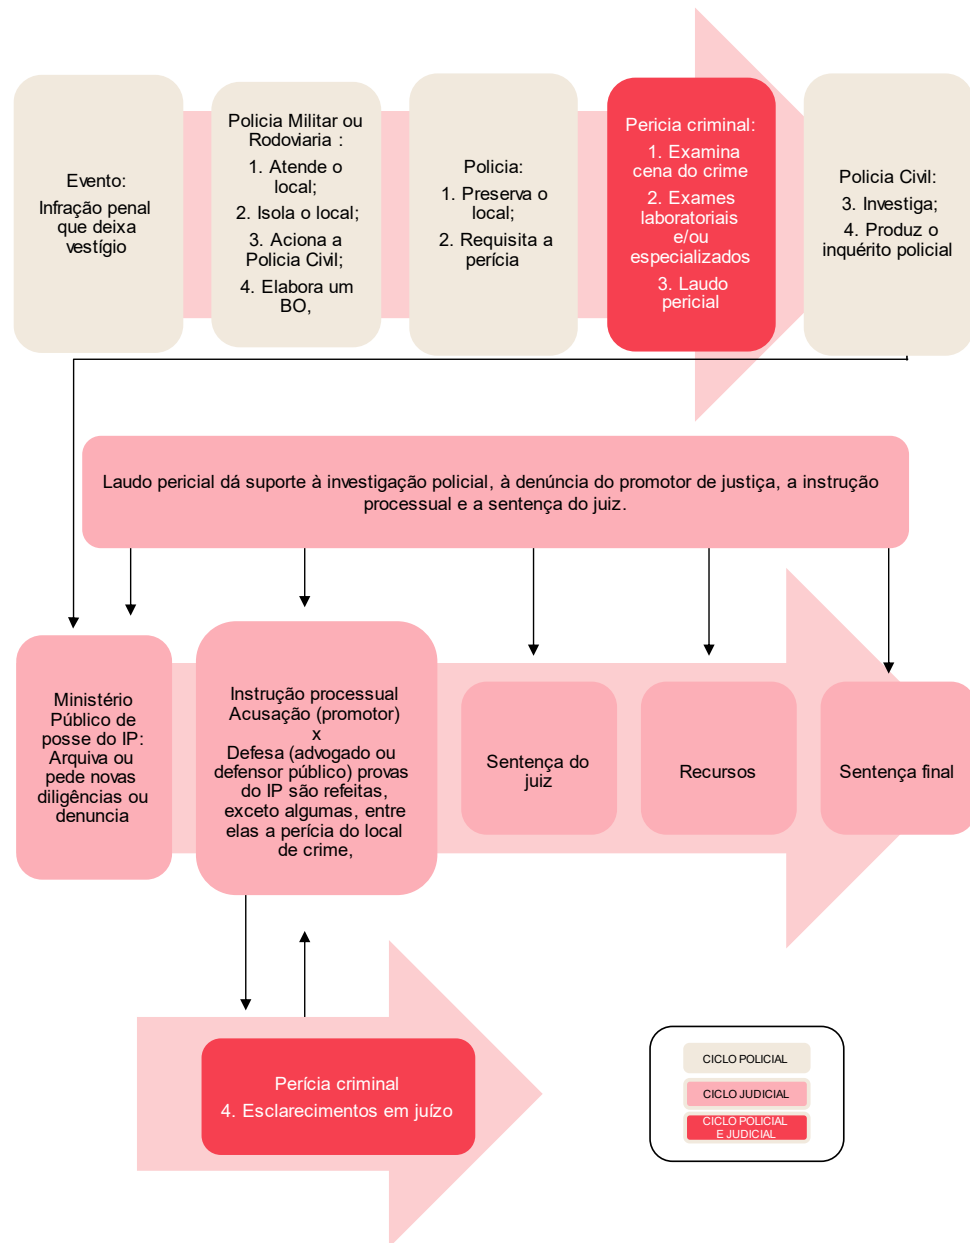 Evento:
Infração penal
que deixa
vestígio
Policia Militar ou
Rodoviaria :
1. Atende o
local;
2. Isola o local;
3. Aciona a
Policia Civil;
4. Elabora um
BO,
Policia:
1. Preserva o
local;
2. Requisita a
perícia
Pericia criminal:
1. Examina
cena do crime
2. Exames
laboratoriais
e/ou
especializados
3. Laudo
pericial
Policia Civil:
3. Investiga;
4. Produz o
inquérito policial
Laudo pericial dá suporte à investigação policial, à denúncia do promotor de justiça, a instrução
processual e a sentença do juiz.
Ministério
Público de
posse do IP:
Arquiva ou
pede novas
diligências ou
denuncia
Instrução processual
Acusação (promotor)
x
Defesa (advogado ou
defensor público) provas
do IP são refeitas,
exceto algumas, entre
elas a perícia do local
de crime,
Sentença do
juiz
Recursos
Sentença final
Perícia criminal
4. Esclarecimentos em juízo
CICLO POLICIAL
CICLO JUDICIAL
CICLO POLICIAL
E JUDICIAL